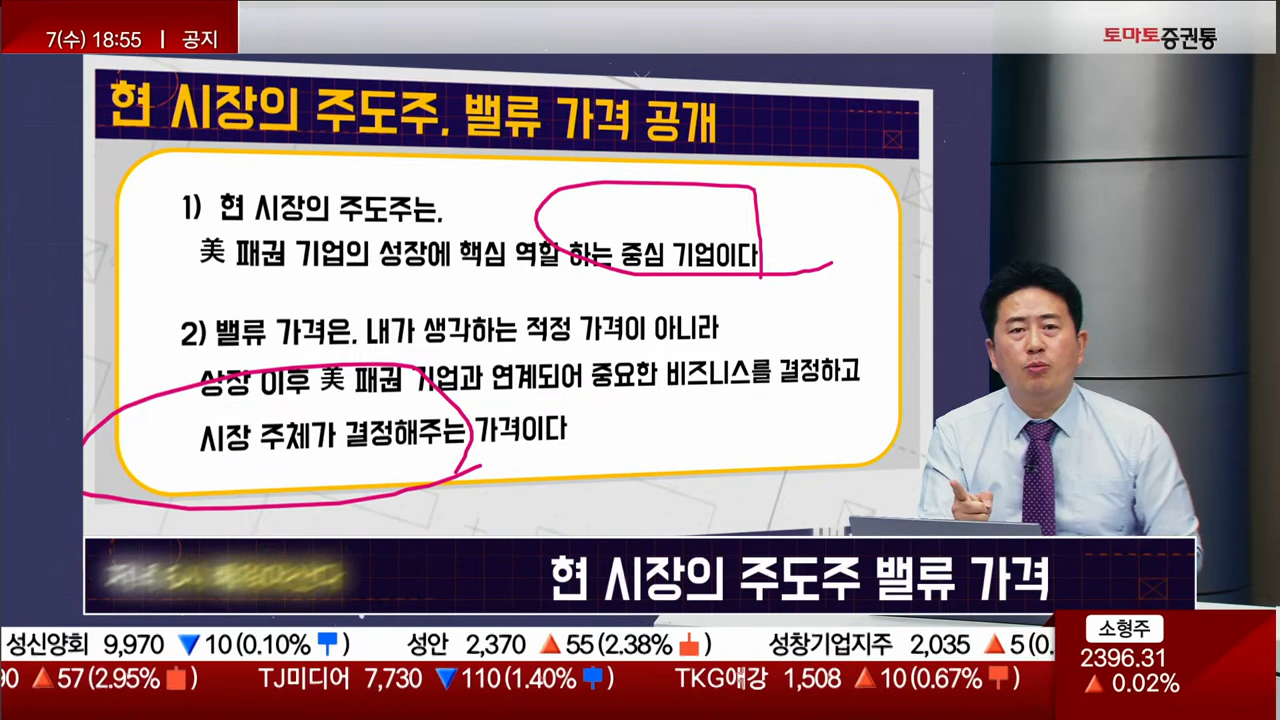 7(수) 18:55 | 공지
토마토증권통
현 시장의 주도주, 밸류 가격 공개
1) 현 시장의 주도주는,
美 패권 기업의 성장에 핵심 역할 하는 중심 기업이다
2) 밸류 가격은, 내가 생각하는 적정 가격이 아니라
상장 이후 美 패권 기업과 연계되어 중요한 비즈니스를 결정하고
시장 주체가 결정해주는 가격이다
현 시장의 주도주 밸류 가격
성신양회 9,970 ▼10(0.10% ) 성안 2,370 ▲55(2.38% ) 성창기업지주 2,035 ▲5(0.
소형주
2396.31
▲ 0.02%
90 ▲57(2.95% ) TJ미디어 7,730 ▼110(1.40% ) TKG애강 1,508 ▲10(0.67% )